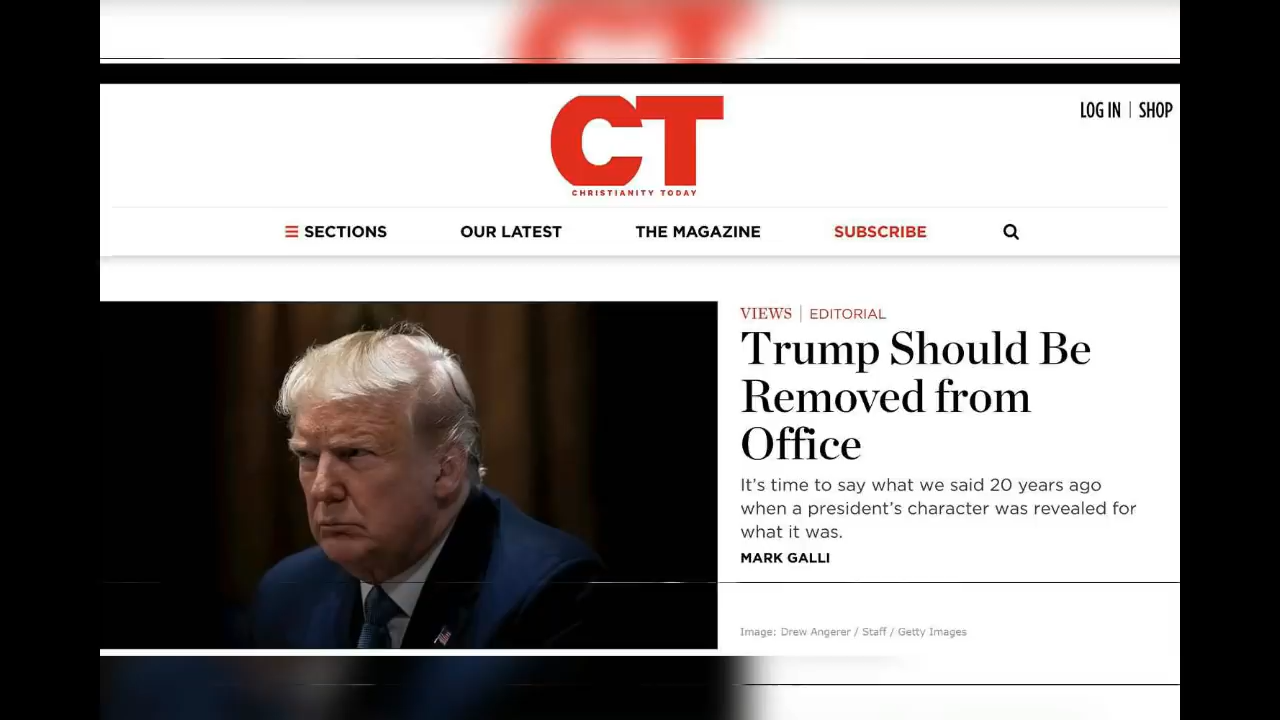 CT
CHRISTIANITY TODAY
LOG IN | SHOP
SECTIONS
OUR LATEST
THE MAGAZINE
SUBSCRIBE
VIEWS | EDITORIAL
Trump Should Be
Removed from
Office
It's time to say what we said 20 years ago
when a president's character was revealed for
what it was.
MARK GALLI
Image: Drew Angerer / Staff / Getty Images